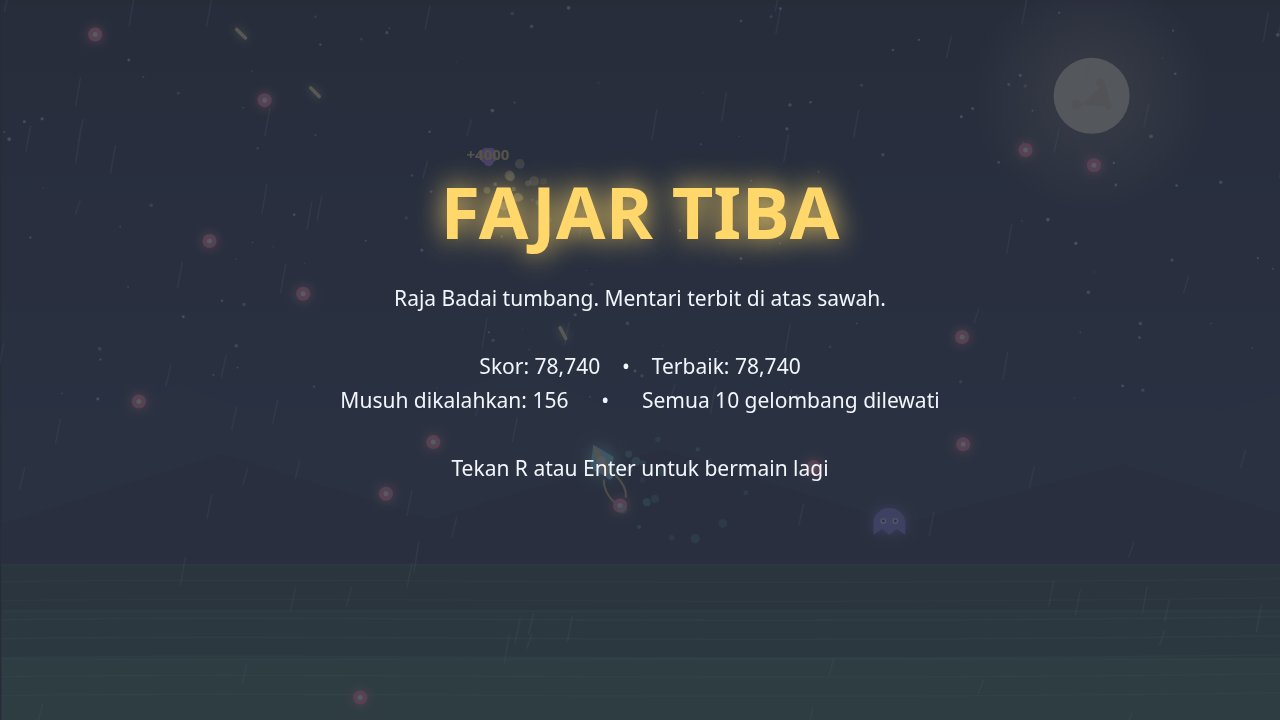 +4000
FAJAR TIBA
Raja Badai tumbang. Mentari terbit di atas sawah.
Skor: 78,740 • Terbaik: 78,740
Musuh dikalahkan: 156 • Semua 10 gelombang dilewati
Tekan R atau Enter untuk bermain lagi